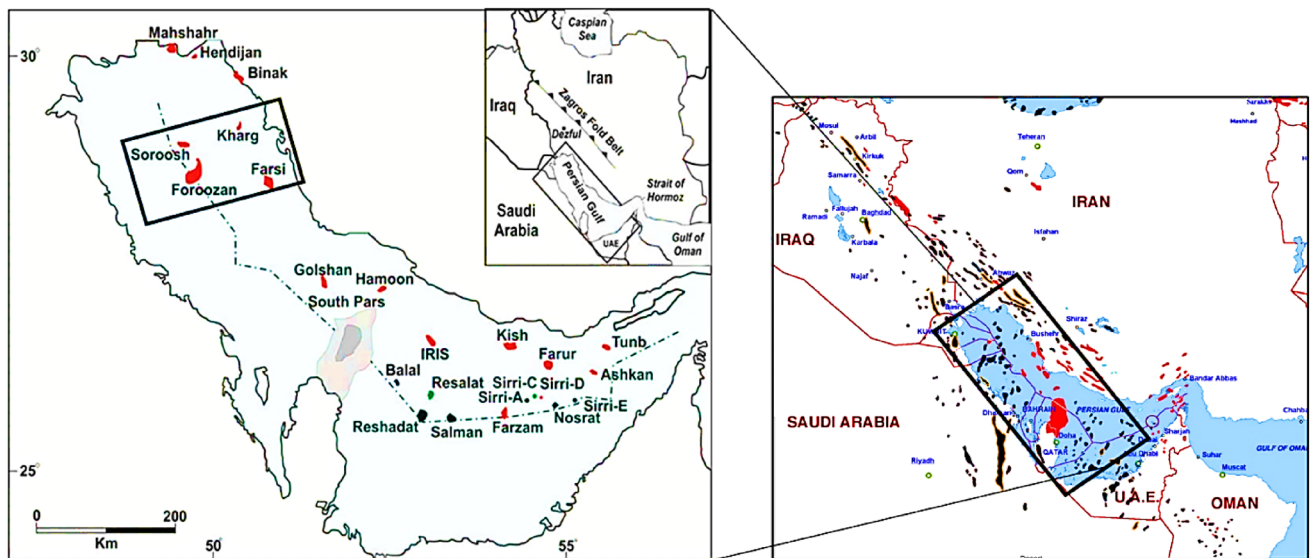 Mahshahr
30°
Hendijan
Binak
Kharg
Soroosh
Farsi
Foroozan
Golshan
Hamoon
South Pars
IRIS
Kish
Tunb
Farur
Balal
Ashkan
Resalat
Sirri-C
Sirri-D
Sirri-A
Sirri-E
Reshadat
Nosrat
Salman
Farzam
25
0
200
Km
50
55
Caspian
Sea
Iran
Iraq
Zagros Fold Belt
Dezful
Persian Gulf
Strait of
Hormoz
Saudi
Arabia
UAE
Gulf of
Oman
Mosul
Arbil
Kirkuk
Samarra
Teheran
Mashhad
Qom
Ramadi
Fallujah
Baghdad
IRAN
Karbala
Isfahan
IRAQ
Najaf
Ahwaz
Shiraz
Bushehr
Bandar Abbas
SAUDI ARABIA
BAHRAIN
PERSIAN GULF
Doha
QATAR
Sharjah
GULF OF OMAN
Riyadh
Suhar
Muscat
U.A.E.
OMAN